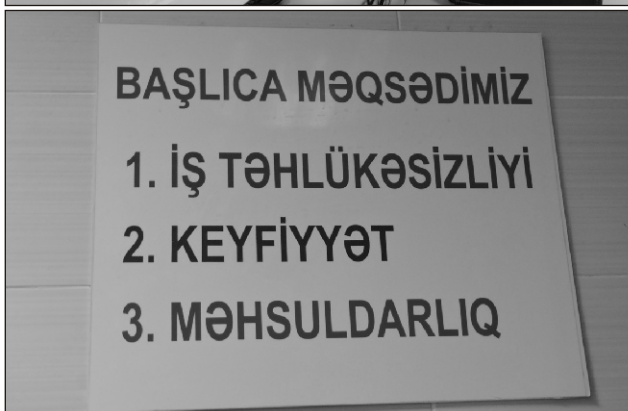 BAŞLICA MƏQSƏDİMİZ
1. İŞ TƏHLÜKƏSİZLİYİ
2. KEYFİYYƏT
3. MƏHSULDARLIQ